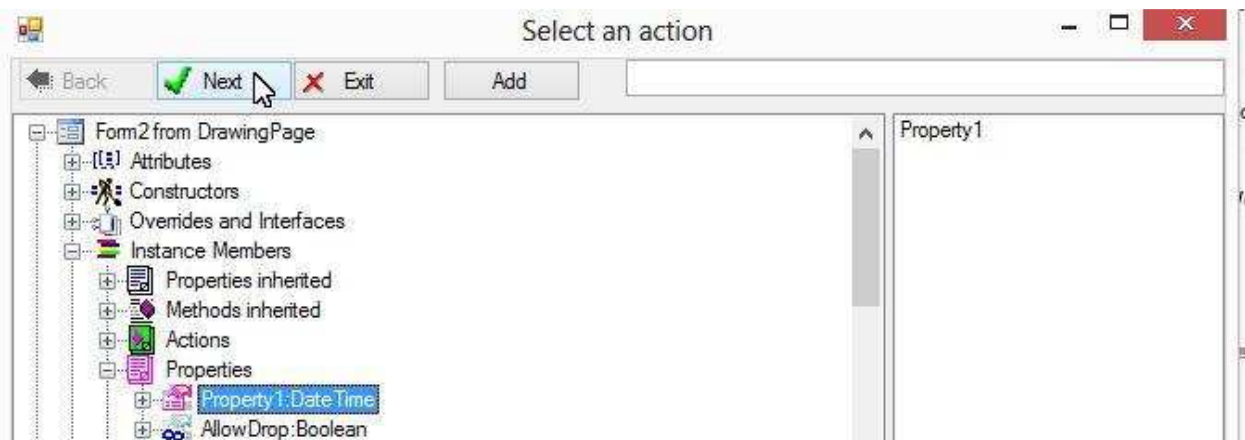 Select an action
Back Next Exit Add
Form2 from DrawingPage
Property1
Attributes
Constructors
Overrides and Interfaces
Instance Members
Properties inherited
Methods inherited
Actions
Properties
Property1:DateTime
AllowDrop:Boolean